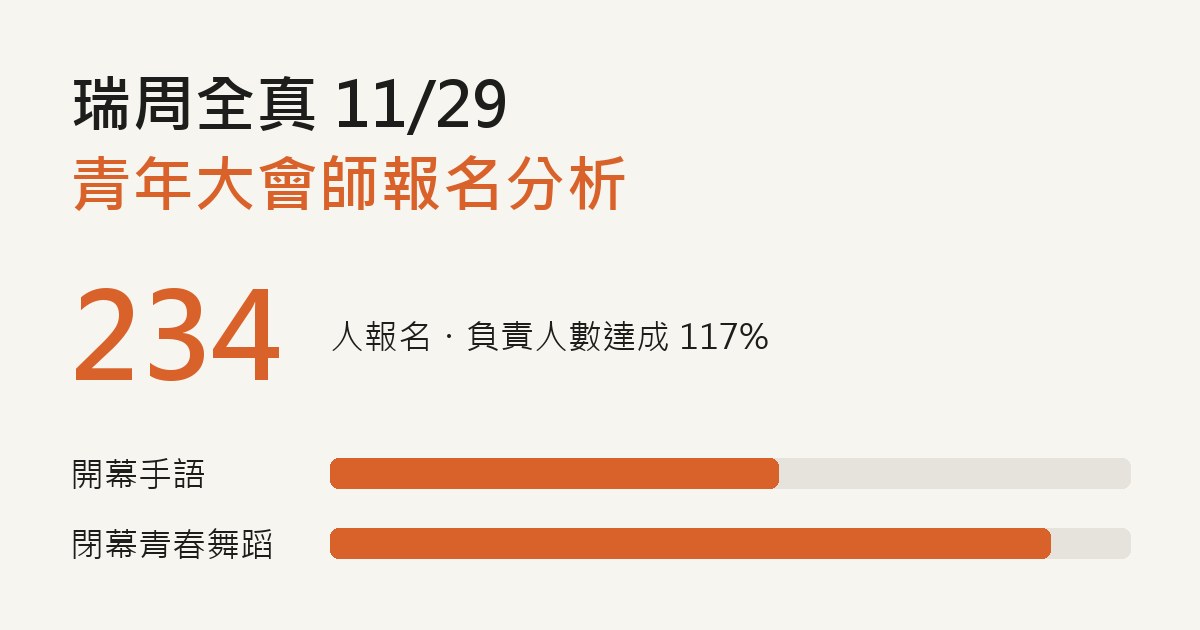 瑞周全真 11/29
青年大會師報名分析
234 人報名 · 負責人數達成 117%
開幕手語
閉幕青春舞蹈